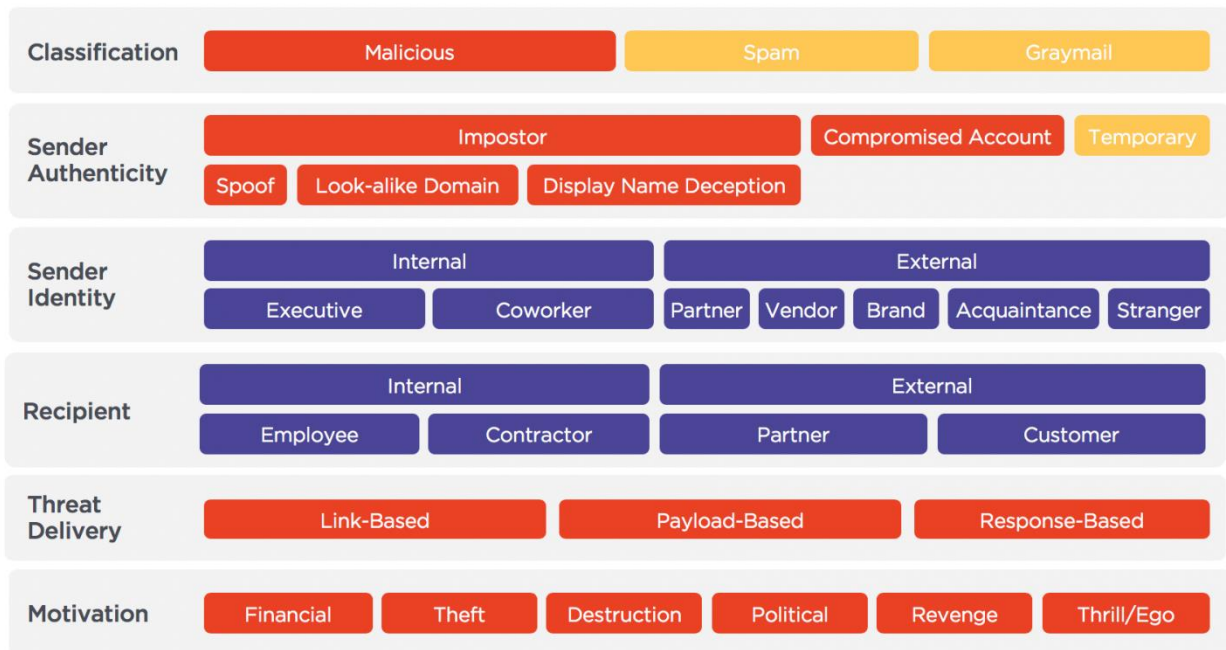 Classification
Malicious
Spam
Graymail
Sender
Authenticity
Impostor
Compromised Account
Temporary
Spoof
Look-alike Domain
Display Name Deception
Sender
Identity
Internal
External
Executive
Coworker
Partner
Vendor
Brand
Acquaintance
Stranger
Recipient
Internal
External
Employee
Contractor
Partner
Customer
Threat
Delivery
Link-Based
Payload-Based
Response-Based
Motivation
Financial
Theft
Destruction
Political
Revenge
Thrill/Ego